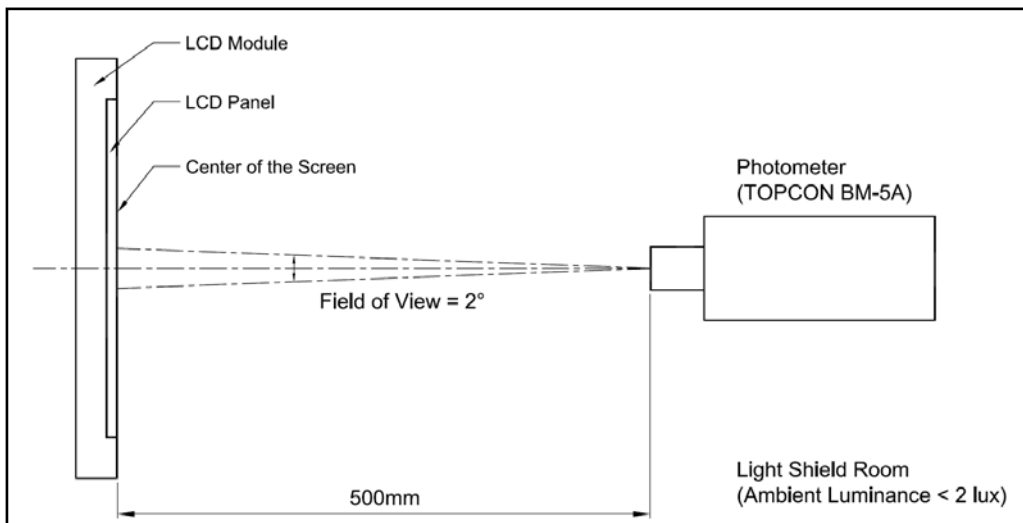 LCD Module
LCD Panel
Center of the Screen
Photometer
(TOPCON BM-5A)
Field of View = 2°
500mm
Light Shield Room
(Ambient Luminance < 2 lux)